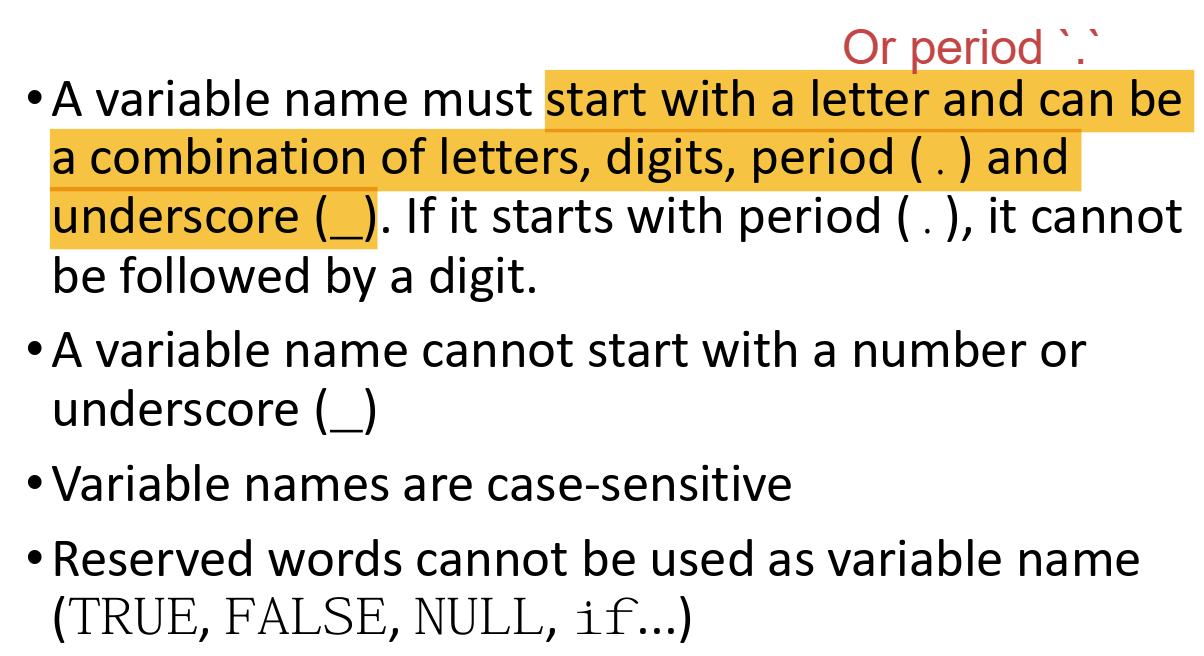 Or period `.`
• A variable name must start with a letter and can be
a combination of letters, digits, period (.) and
underscore (_). If it starts with period (.), it cannot
be followed by a digit.
• A variable name cannot start with a number or
underscore (_)
• Variable names are case-sensitive
• Reserved words cannot be used as variable name
(TRUE, FALSE, NULL, if…)